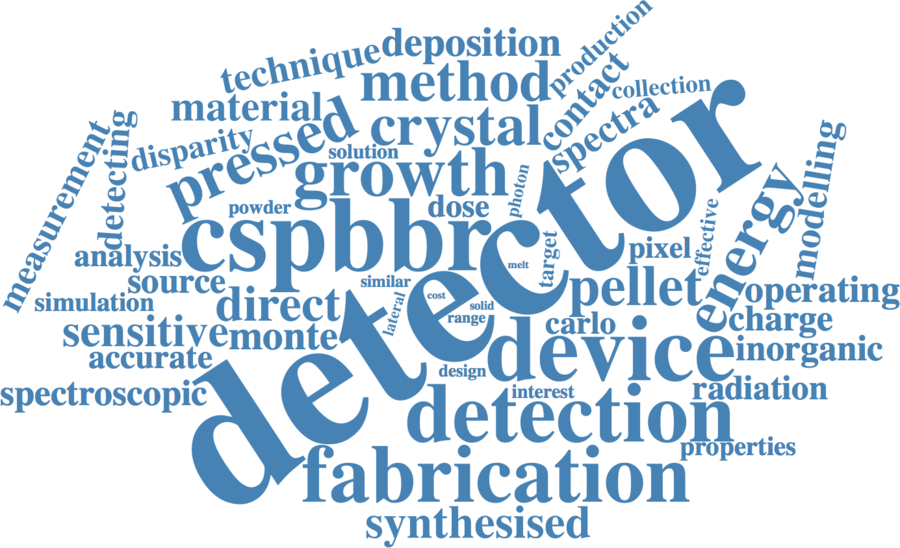 production
technique
deposition
method
contact
collection
material
pressed
crystal
spectra
detector
measurement
detecting
disparity
solution
growth
photon
energy
modelling
powder
dose
cspbbr
target
pixel
effective
analysis
melt
source
similar
pellet
operating
simulation
direct
lateral
cost
solid
range
carlo
charge
sensitive
monte
device
inorganic
accurate
design
spectroscopic
interest
radiation
detection
properties
fabrication
synthesised